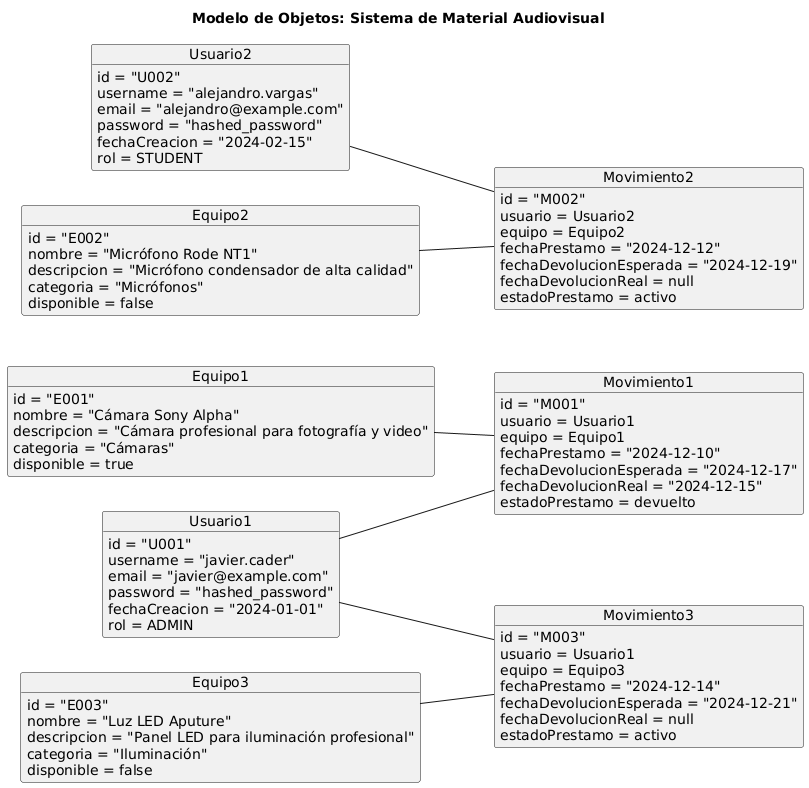 Modelo de Objetos: Sistema de Material Audiovisual
Usuario2
id = "U002"
username = "alejandro.vargas"
email = "alejandro@example.com"
password = "hashed_password"
fechaCreacion = "2024-02-15"
rol = STUDENT
Movimiento2
id = "M002"
usuario = Usuario2
equipo = Equipo2
fechaPrestamo = "2024-12-12"
fechaDevolucionEsperada = "2024-12-19"
fechaDevolucionReal = null
estadoPrestamo = activo
Equipo2
id = "E002"
nombre = "Micrófono Rode NT1"
descripcion = "Micrófono condensador de alta calidad"
categoria = "Micrófonos"
disponible = false
Equipo1
id = "E001"
nombre = "Cámara Sony Alpha"
descripcion = "Cámara profesional para fotografía y video"
categoria = "Cámaras"
disponible = true
Movimiento1
id = "M001"
usuario = Usuario1
equipo = Equipo1
fechaPrestamo = "2024-12-10"
fechaDevolucionEsperada = "2024-12-17"
fechaDevolucionReal = "2024-12-15"
estadoPrestamo = devuelto
Usuario1
id = "U001"
username = "javier.cader"
email = "javier@example.com"
password = "hashed_password"
fechaCreacion = "2024-01-01"
rol = ADMIN
Movimiento3
id = "M003"
usuario = Usuario1
equipo = Equipo3
fechaPrestamo = "2024-12-14"
fechaDevolucionEsperada = "2024-12-21"
fechaDevolucionReal = null
estadoPrestamo = activo
Equipo3
id = "E003"
nombre = "Luz LED Aputure"
descripcion = "Panel LED para iluminación profesional"
categoria = "Iluminación"
disponible = false